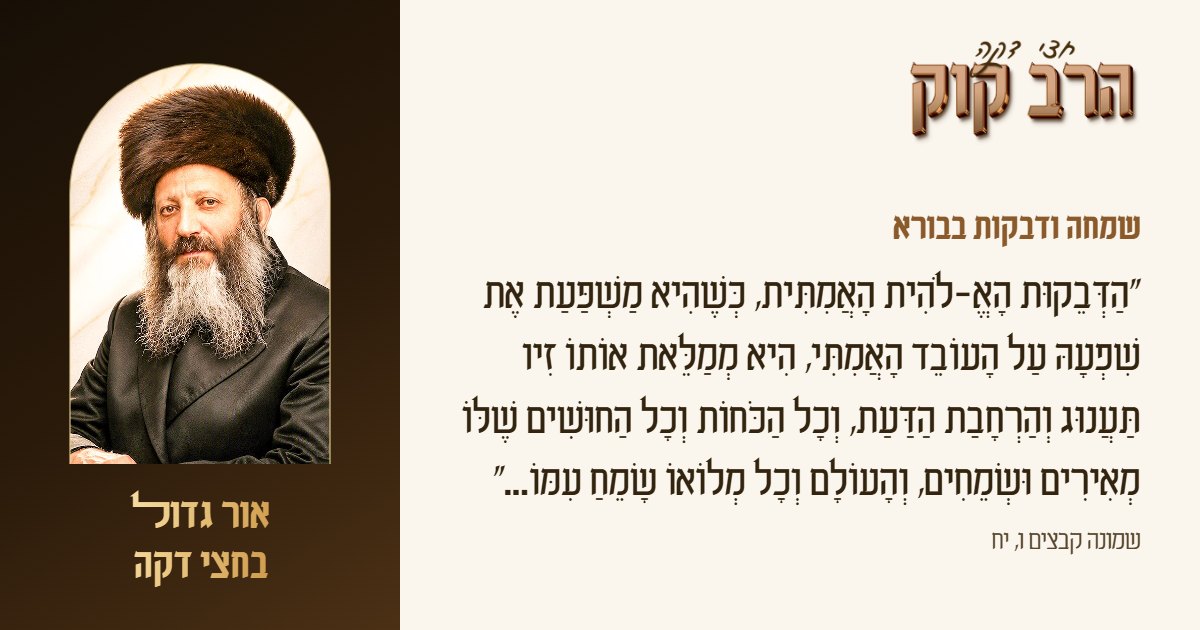 חצי דקה
הרב קוק
שמחה ודבקות בבורא
"הַדְּבֵקוּת הָאֱ-לֹהִית הָאֲמִתִּית, כְּשֶׁהִיא מַשְׁפַּעַת אֶת
שִׁפְעָהּ עַל הָעוֹבֵד הָאֲמִתִּי, הִיא מְמַלֵּאת אוֹתוֹ זִיו
תַּעֲנוּג וְהַרְחָבַת הַדַּעַת, וְכָל הַכֹּחוֹת וְכָל הַחוּשִׁים שֶׁלּוֹ
מְאִירִים וּשְׂמֵחִים, וְהָעוֹלָם וְכָל מְלוֹאוֹ שָׂמֵחַ עִמּוֹ..."
שמונה קבצים ו, יח
אור גדול
בחצי דקה